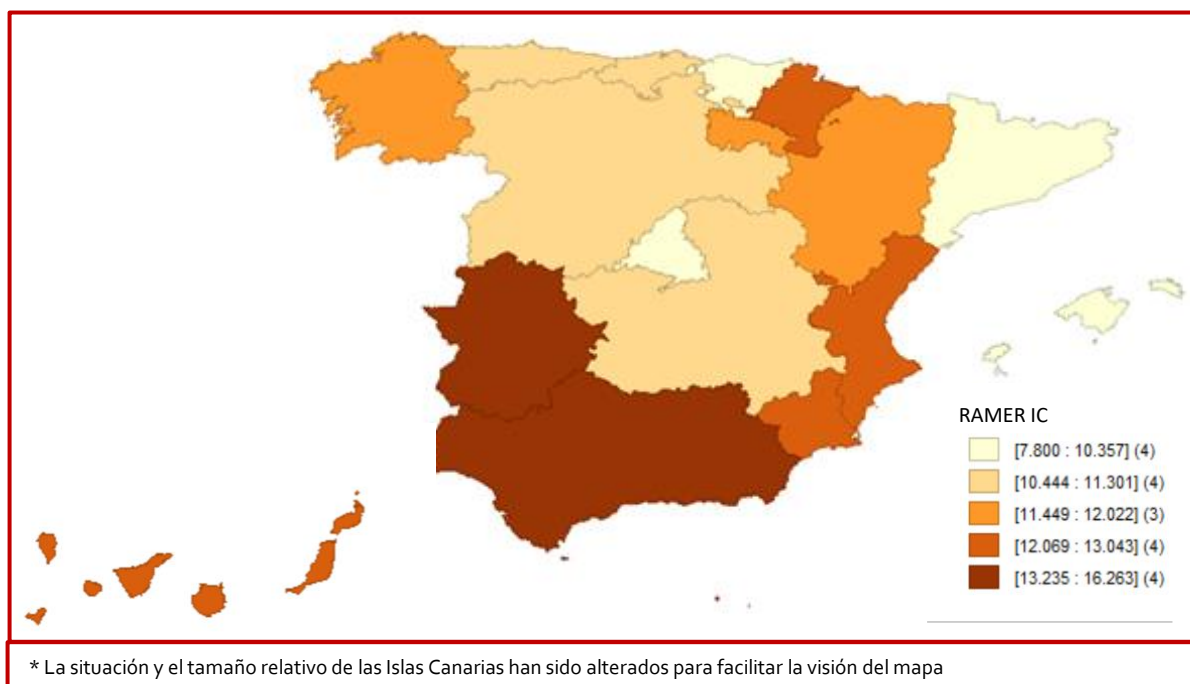 RAMER IC
[7.800 : 10.357] (4)
[10.444 : 11.301] (4)
[11.449 : 12.022] (3)
[12.069 : 13.043] (4)
[13.235 : 16.263] (4)
* La situación y el tamaño relativo de las Islas Canarias han sido alterados para facilitar la visión del mapa